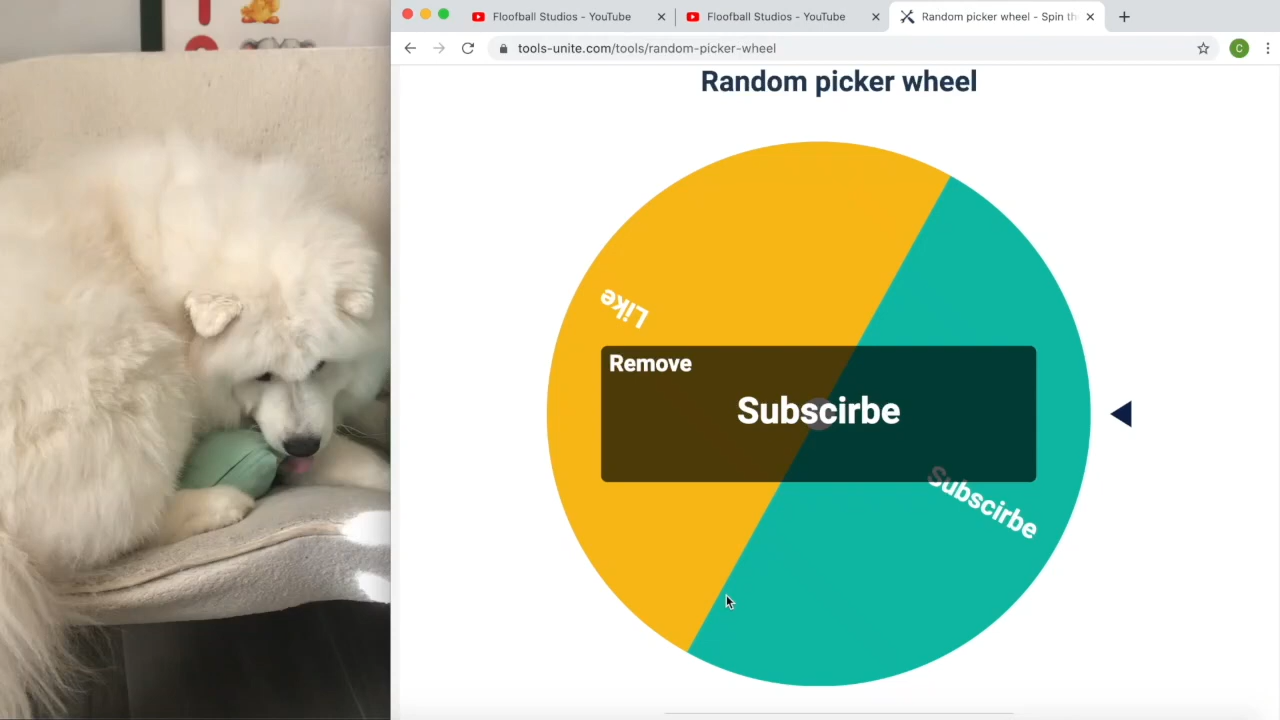 Floofball Studios - YouTube
Floofball Studios - YouTube
Random picker wheel - Spin th
C
tools-unite.com/tools/random-picker-wheel
Random picker wheel
Like
Remove
Subscirbe
Subscirbe